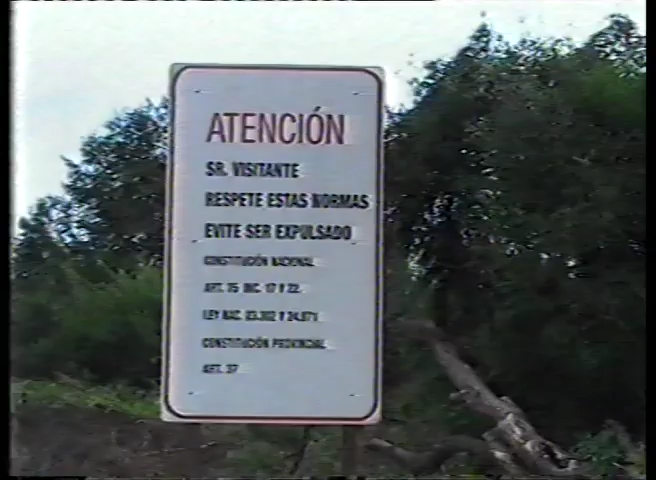 ATENCIÓN
SR. VISITANTE
RESPETE ESTAS NORMAS
EVITE SER EXPULSADO
CONSTITUCIÓN NACIONAL
ART. 75 INC. 17 Y 22.
LEY NAC. 23.302 Y 24.071
CONSTITUCIÓN PROVINCIAL
ART. 37